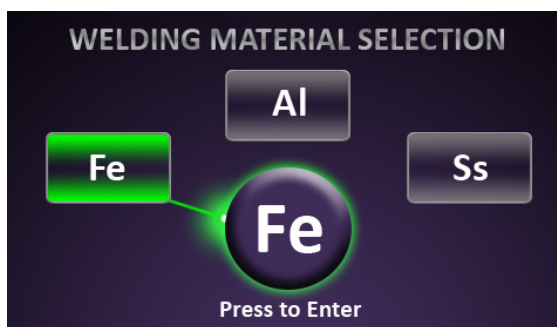 WELDING MATERIAL SELECTION
Al
Fe
Ss
Fe
Press to Enter